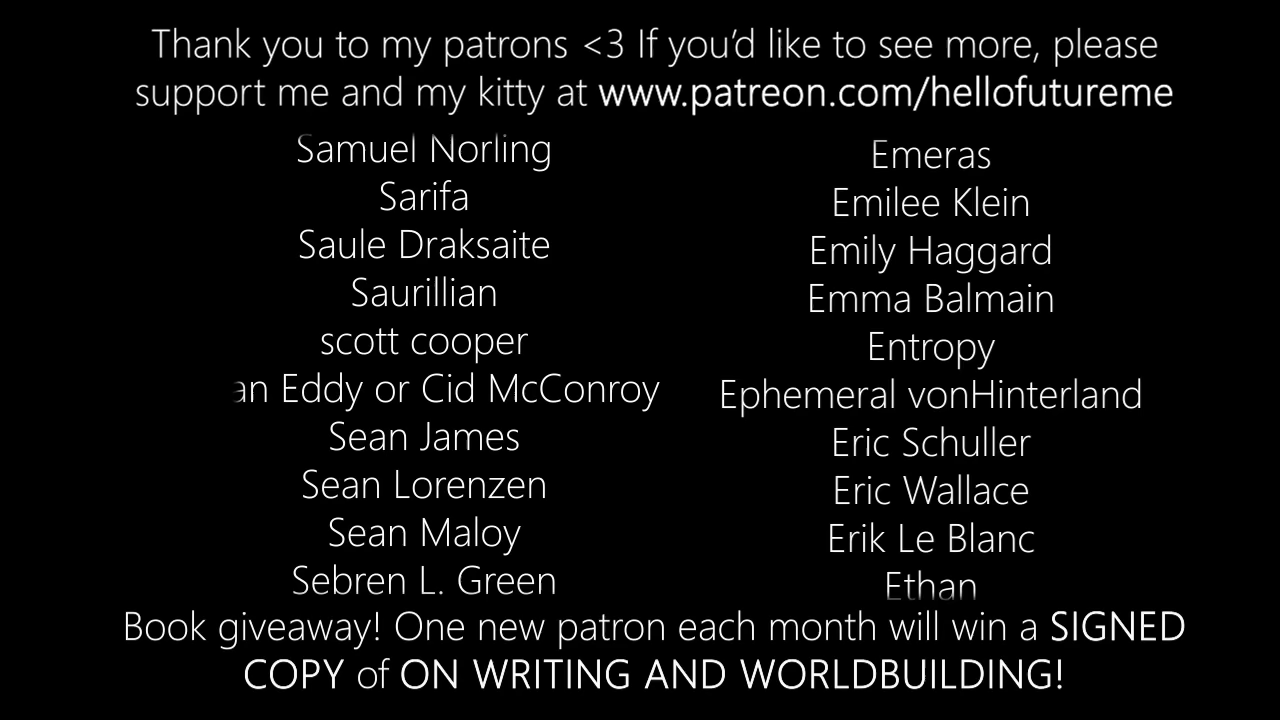 Thank you to my patrons <3 If you’d like to see more, please
support me and my kitty at www.patreon.com/hellofutureme
Samuel Norling
Sarifa
Saule Draksaite
Saurillian
scott cooper
an Eddy or Cid McConroy
Sean James
Sean Lorenzen
Sean Maloy
Sebren L. Green
Emeras
Emilee Klein
Emily Haggard
Emma Balmain
Entropy
Ephemeral vonHinterland
Eric Schuller
Eric Wallace
Erik Le Blanc
Ethan
Book giveaway! One new patron each month will win a SIGNED
COPY of ON WRITING AND WORLDBUILDING!